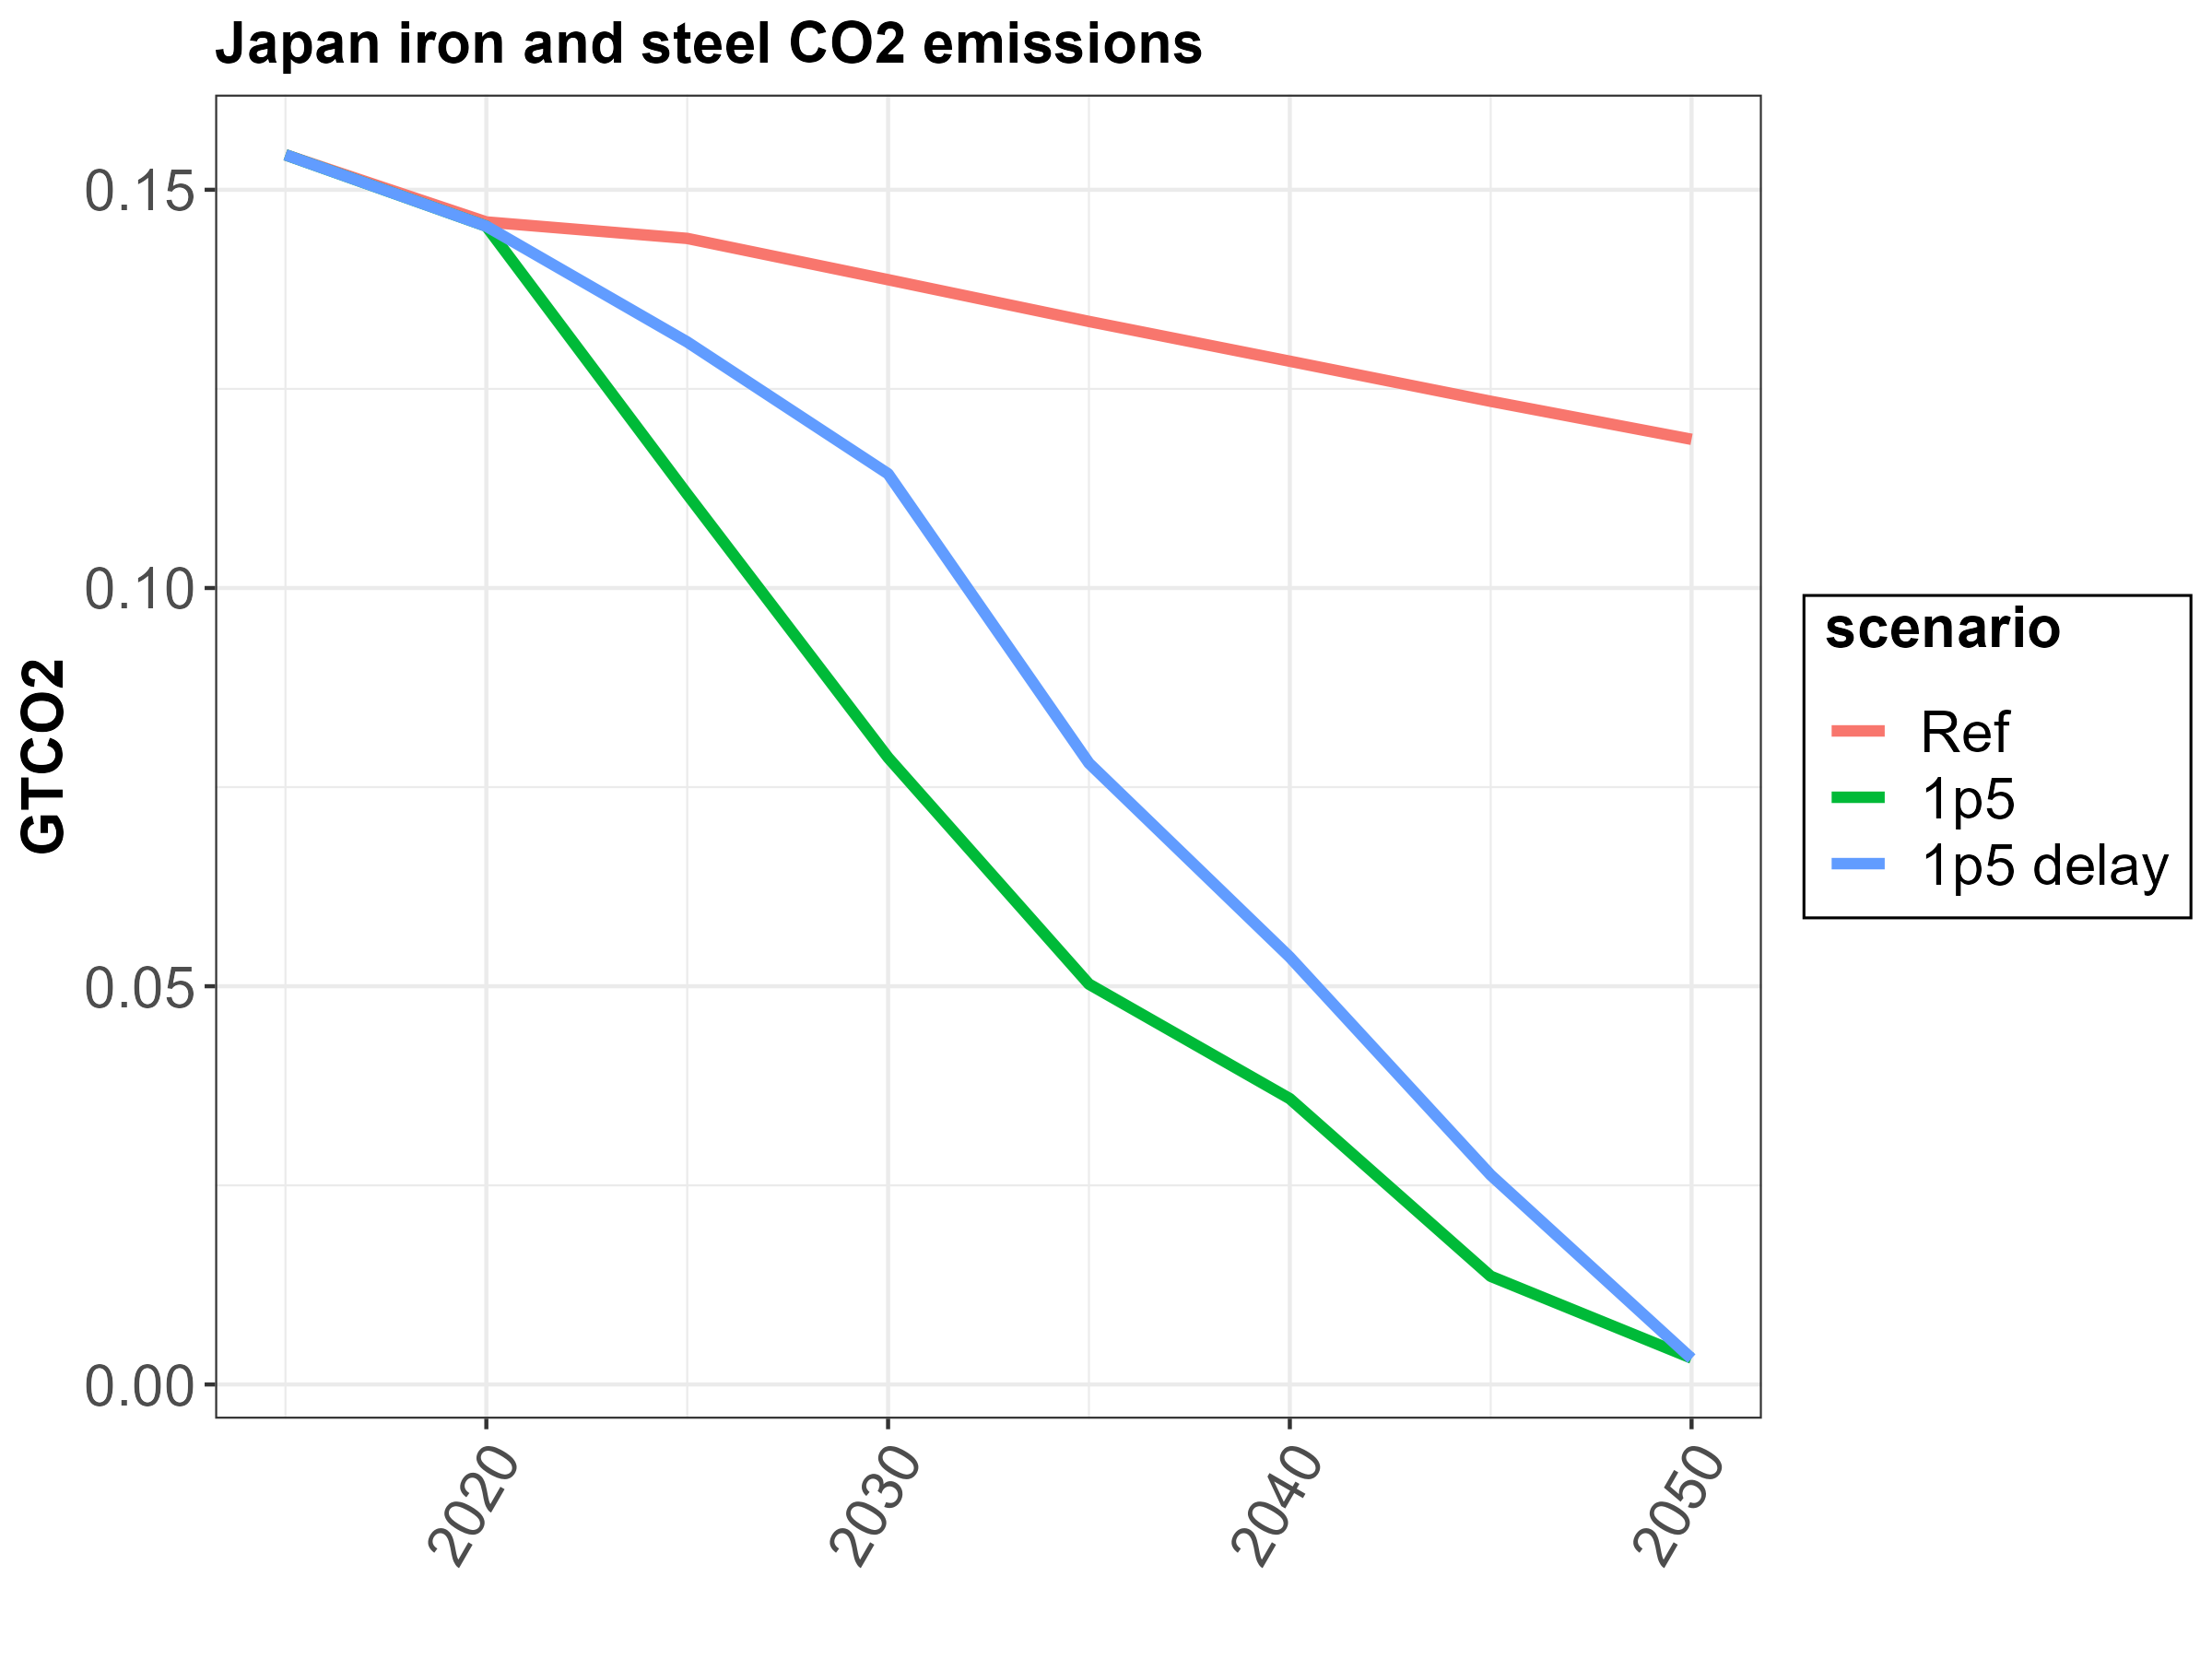 Japan iron and steel CO2 emissions
GTCO2
0.15
0.10
0.05
0.00
2020
2030
2040
2050
scenario
Ref
1p5
1p5 delay